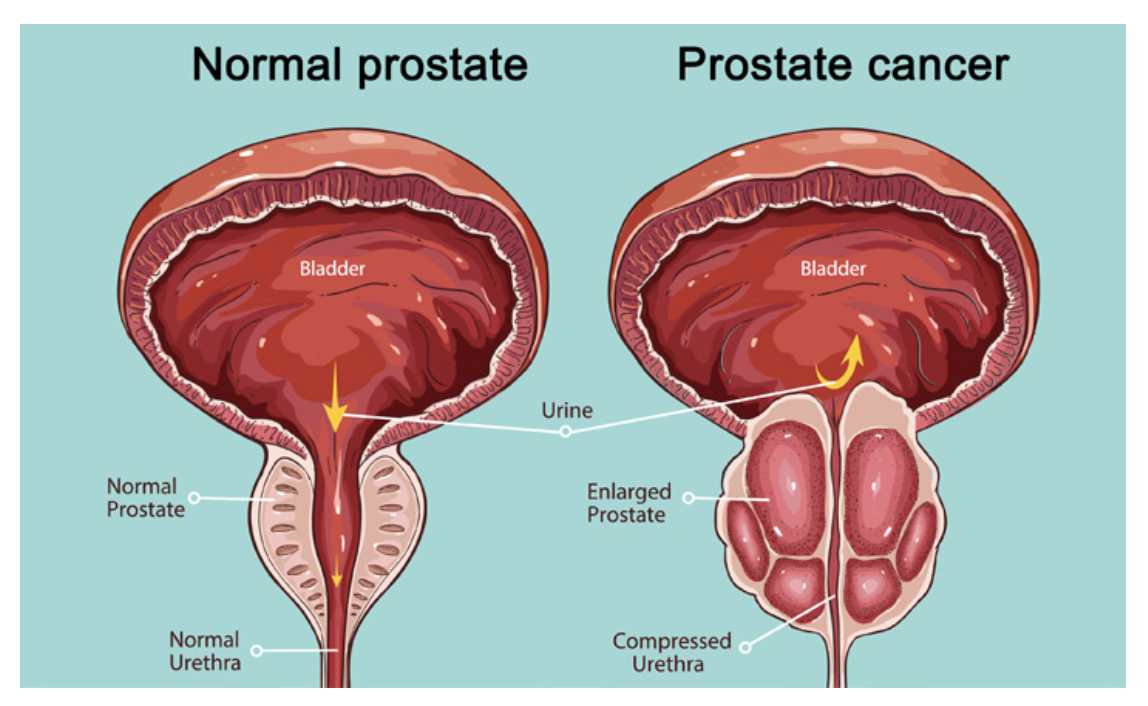 Normal prostate
Prostate cancer
Bladder
Bladder
Urine
Normal
Prostate
Enlarged
Prostate
Normal
Urethra
Compressed
Urethra